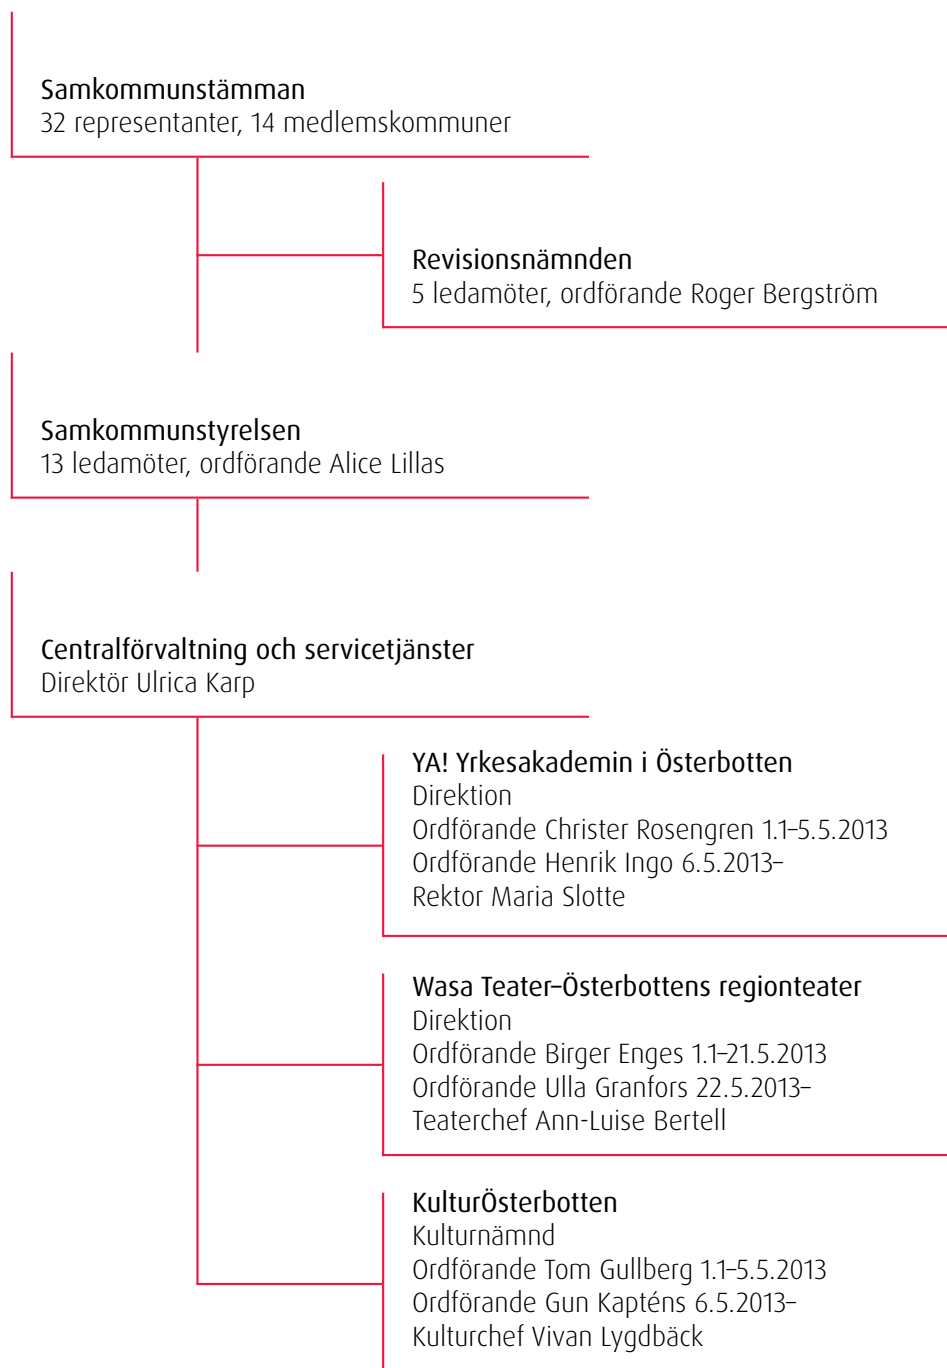 Samkommunstämman
32 representanter, 14 medlemskommuner
Revisionsnämnden
5 ledamöter, ordförande Roger Bergström
Samkommunstyrelsen
13 ledamöter, ordförande Alice Lillas
Centralförvaltning och servicetjänster
Direktör Ulrica Karp
YA! Yrkesakademin i Österbotten
Direktion
Ordförande Christer Rosengren 1.1–5.5.2013
Ordförande Henrik Ingo 6.5.2013–
Rektor Maria Slotte
Wasa Teater–Österbottens regionteater
Direktion
Ordförande Birger Enges 1.1–21.5.2013
Ordförande Ulla Granfors 22.5.2013–
Teaterchef Ann-Luise Bertell
KulturÖsterbotten
Kulturnämnd
Ordförande Tom Gullberg 1.1–5.5.2013
Ordförande Gun Kapténs 6.5.2013–
Kulturchef Vivan Lygdbäck